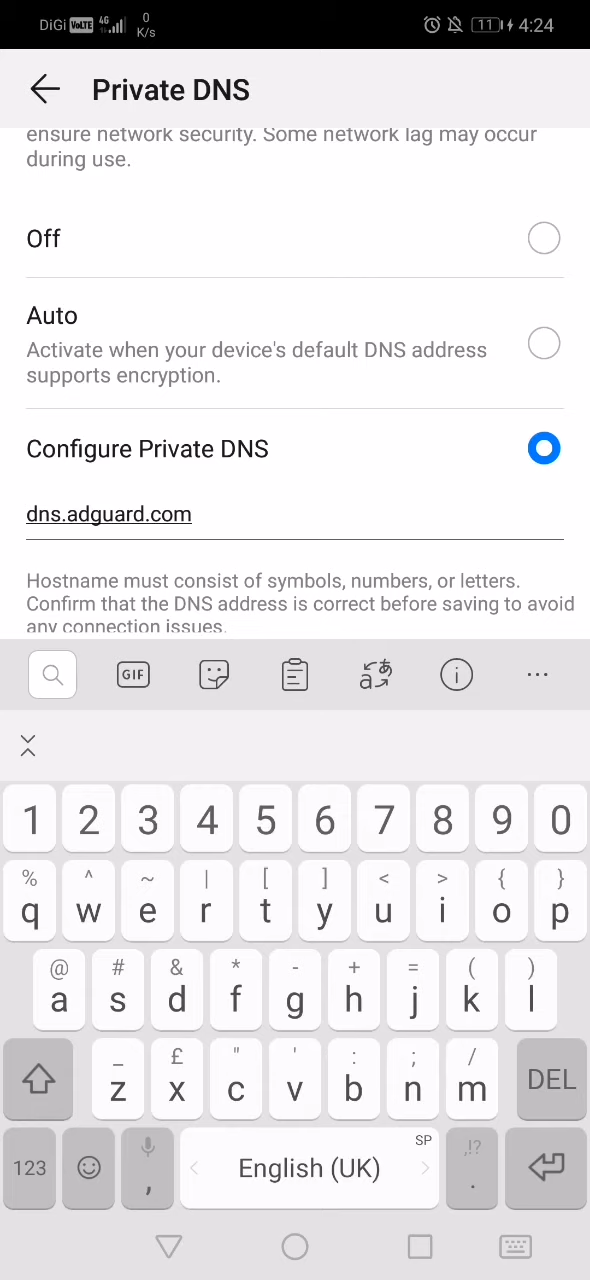 DiGi VoLTE 4G 0 K/s 11 4:24
Private DNS
ensure network security. Some network lag may occur
during use.
Off
Auto
Activate when your device's default DNS address
supports encryption.
Configure Private DNS
dns.adguard.com
Hostname must consist of symbols, numbers, or letters.
Confirm that the DNS address is correct before saving to avoid
any connection issues.
GIF aあ i ...
1 2 3 4 5 6 7 8 9 0
% ^ ~ | [ ] < > { }
q w e r t y u i o p
@ # & * - + = ( )
a s d f g h j k l
_ £ " ' : ; /
z x c v b n m DEL
SP ,!?
123 , English (UK) .